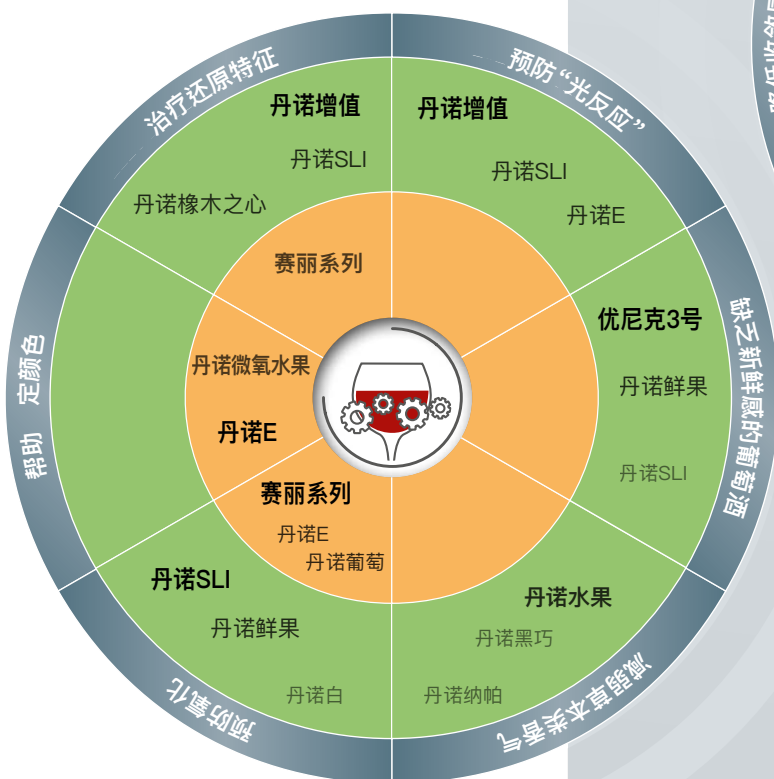 治疗还原特征
丹诺增值
丹诺SLI
丹诺橡木之心
赛丽系列
预防“光反应”
丹诺增值
丹诺SLI
丹诺E
缺乏新鲜感的葡萄酒
优尼克3号
丹诺鲜果
丹诺SLI
减弱草本类香气
丹诺水果
丹诺黑巧
丹诺纳帕
预防氧化
赛丽系列
丹诺E
丹诺葡萄
丹诺SLI
丹诺鲜果
丹诺白
帮助 定颜色
丹诺微氧水果
丹诺E